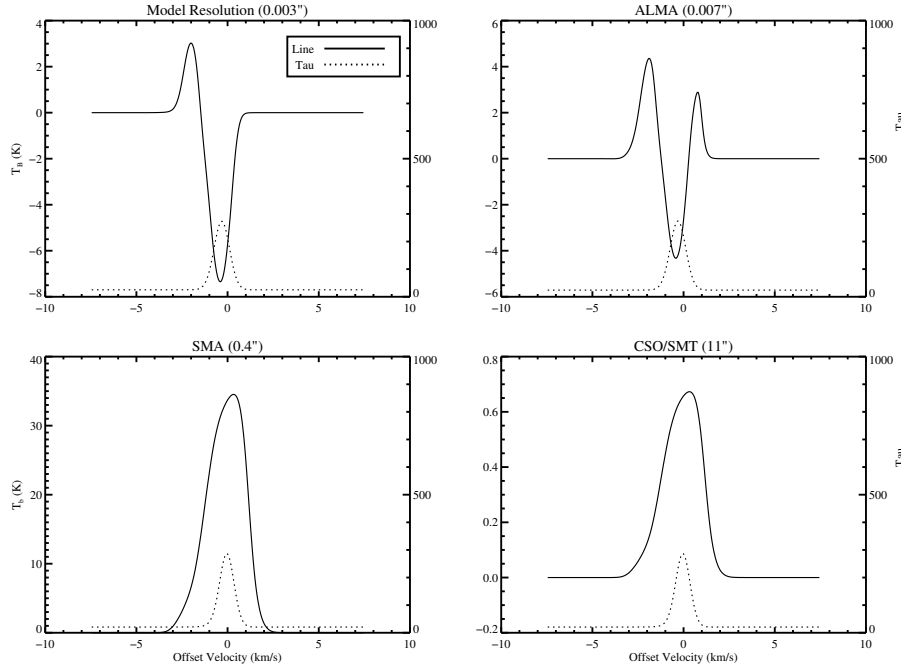 Model Resolution (0.003")
ALMA (0.007")
4
2
0
−2
−4
−6
−8
T_B (K)
Line
Tau
1000
500
0
−10 −5 0 5 10
6
4
2
0
−2
−4
−6
1000
500
0
Tau
−10 −5 0 5 10
SMA (0.4")
CSO/SMT (11")
40
30
20
10
0
T_b (K)
1000
500
0
−10 −5 0 5 10
Offset Velocity (km/s)
0.8
0.6
0.4
0.2
0.0
−0.2
1000
500
0
Tau
−10 −5 0 5 10
Offset Velocity (km/s)